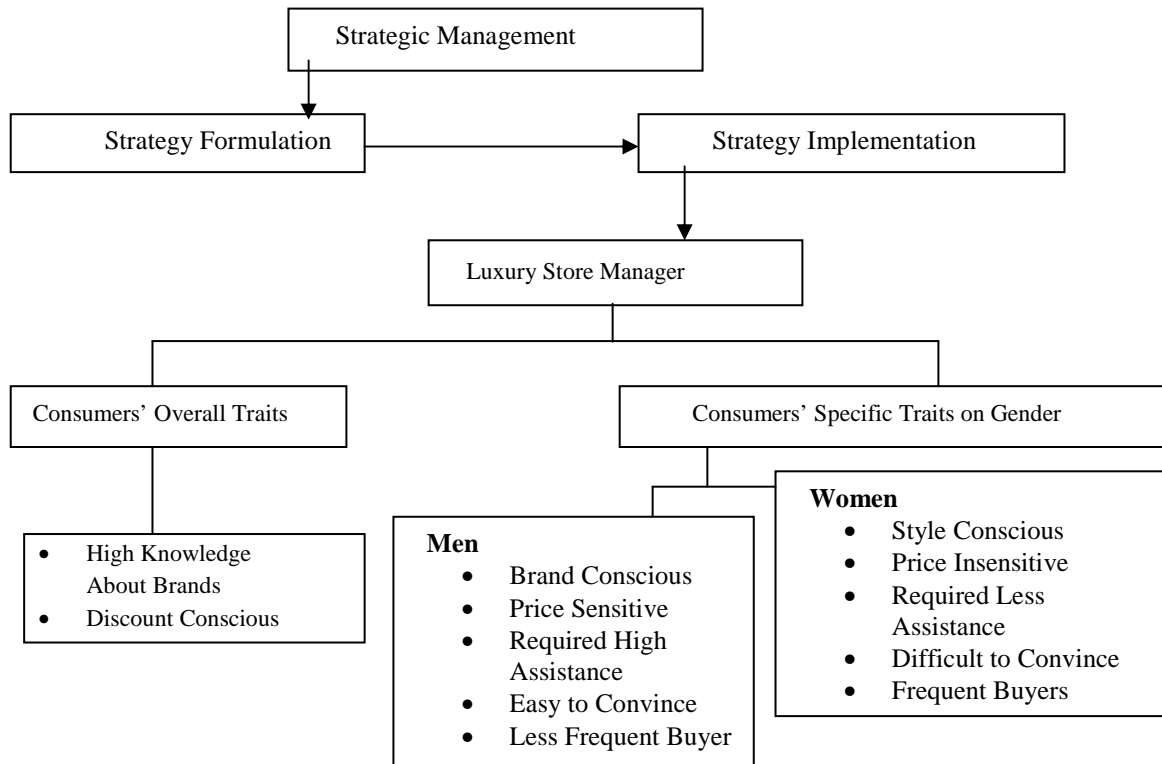 Strategic Management
Strategy Formulation
Strategy Implementation
Luxury Store Manager
Consumers’ Overall Traits
Consumers’ Specific Traits on Gender
• High Knowledge
About Brands
• Discount Conscious
Men
• Brand Conscious
• Price Sensitive
• Required High
Assistance
• Easy to Convince
• Less Frequent Buyer
Women
• Style Conscious
• Price Insensitive
• Required Less
Assistance
• Difficult to Convince
• Frequent Buyers